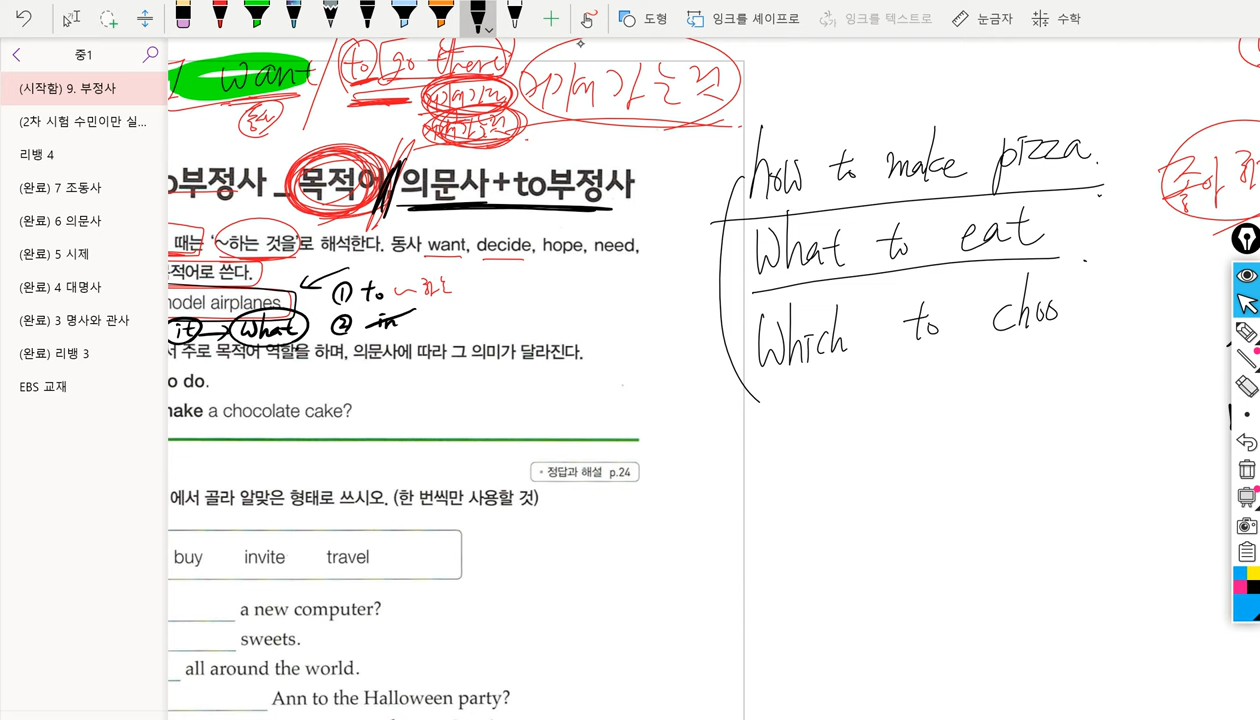 도형 잉크를 셰이프로 잉크를 텍스트로 눈금자 수학
중1
(시작함) 9. 부정사
(2차 시험 수민이만 실...
리뱅 4
(완료) 7 조동사
(완료) 6 의문사
(완료) 5 시제
(완료) 4 대명사
(완료) 3 명사와 관사
(완료) 리뱅 3
EBS 교재
I want / to go there
거기에 가는 것
동사
o부정사 _ 목적어 / 의문사+to부정사
때는 '~하는 것을'로 해석한다. 동사 want, decide, hope, need,
목적어로 쓴다.
model airplanes
① to ~하는
it → what ② in
서 주로 목적어 역할을 하며, 의문사에 따라 그 의미가 달라진다.
o do.
make a chocolate cake?
• 정답과 해설 p.24
에서 골라 알맞은 형태로 쓰시오. (한 번씩만 사용할 것)
buy invite travel
a new computer?
sweets.
all around the world.
Ann to the Halloween party?
how to make pizza.
What to eat
Which to choo
좋아